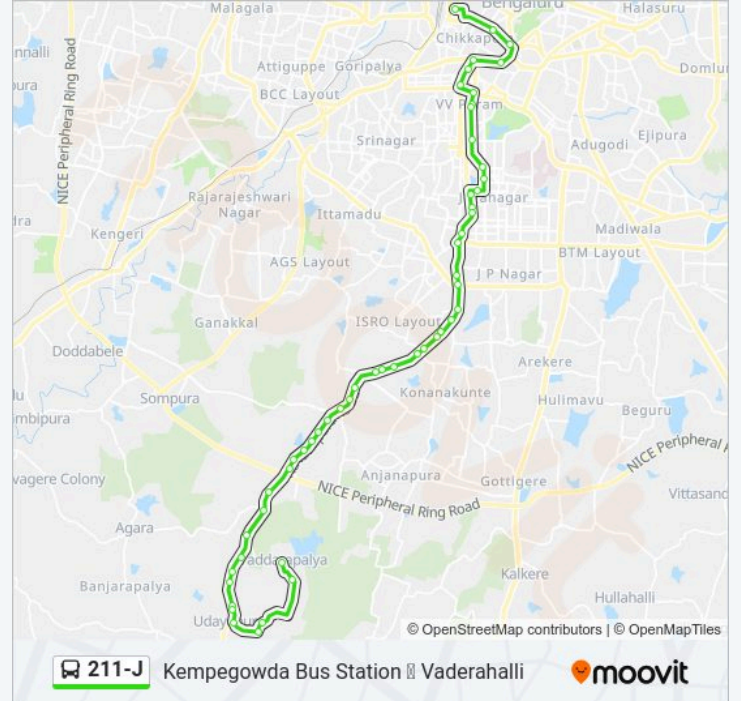 Malagala
Bengaluru
Halasuru
Chikkap
nnalli
Attiguppe
Goripalya
Domlur
BCC Layout
NICE Peripheral Ring Road
VV Puram
Srinagar
Ejipura
Adugodi
Rajarajeshwari
Nagar
Ittamadu
Jayanagar
dra
Kengeri
Madiwala
BTM Layout
AGS Layout
J P Nagar
Ganakkal
ISRO Layout
Doddabele
Arekere
Sompura
Konanakunte
Hulimavu
Beguru
mbipura
NICE Peripheral R
Anjanapura
Gottigere
vagere Colony
Vittasand
NICE Peripheral Ring Road
Agara
addarapalya
Kalkere
Banjarapalya
Hullahalli
Uday
© OpenStreetMap contributors | © OpenMapTiles
211-J Kempegowda Bus Station Vaderahalli moovit